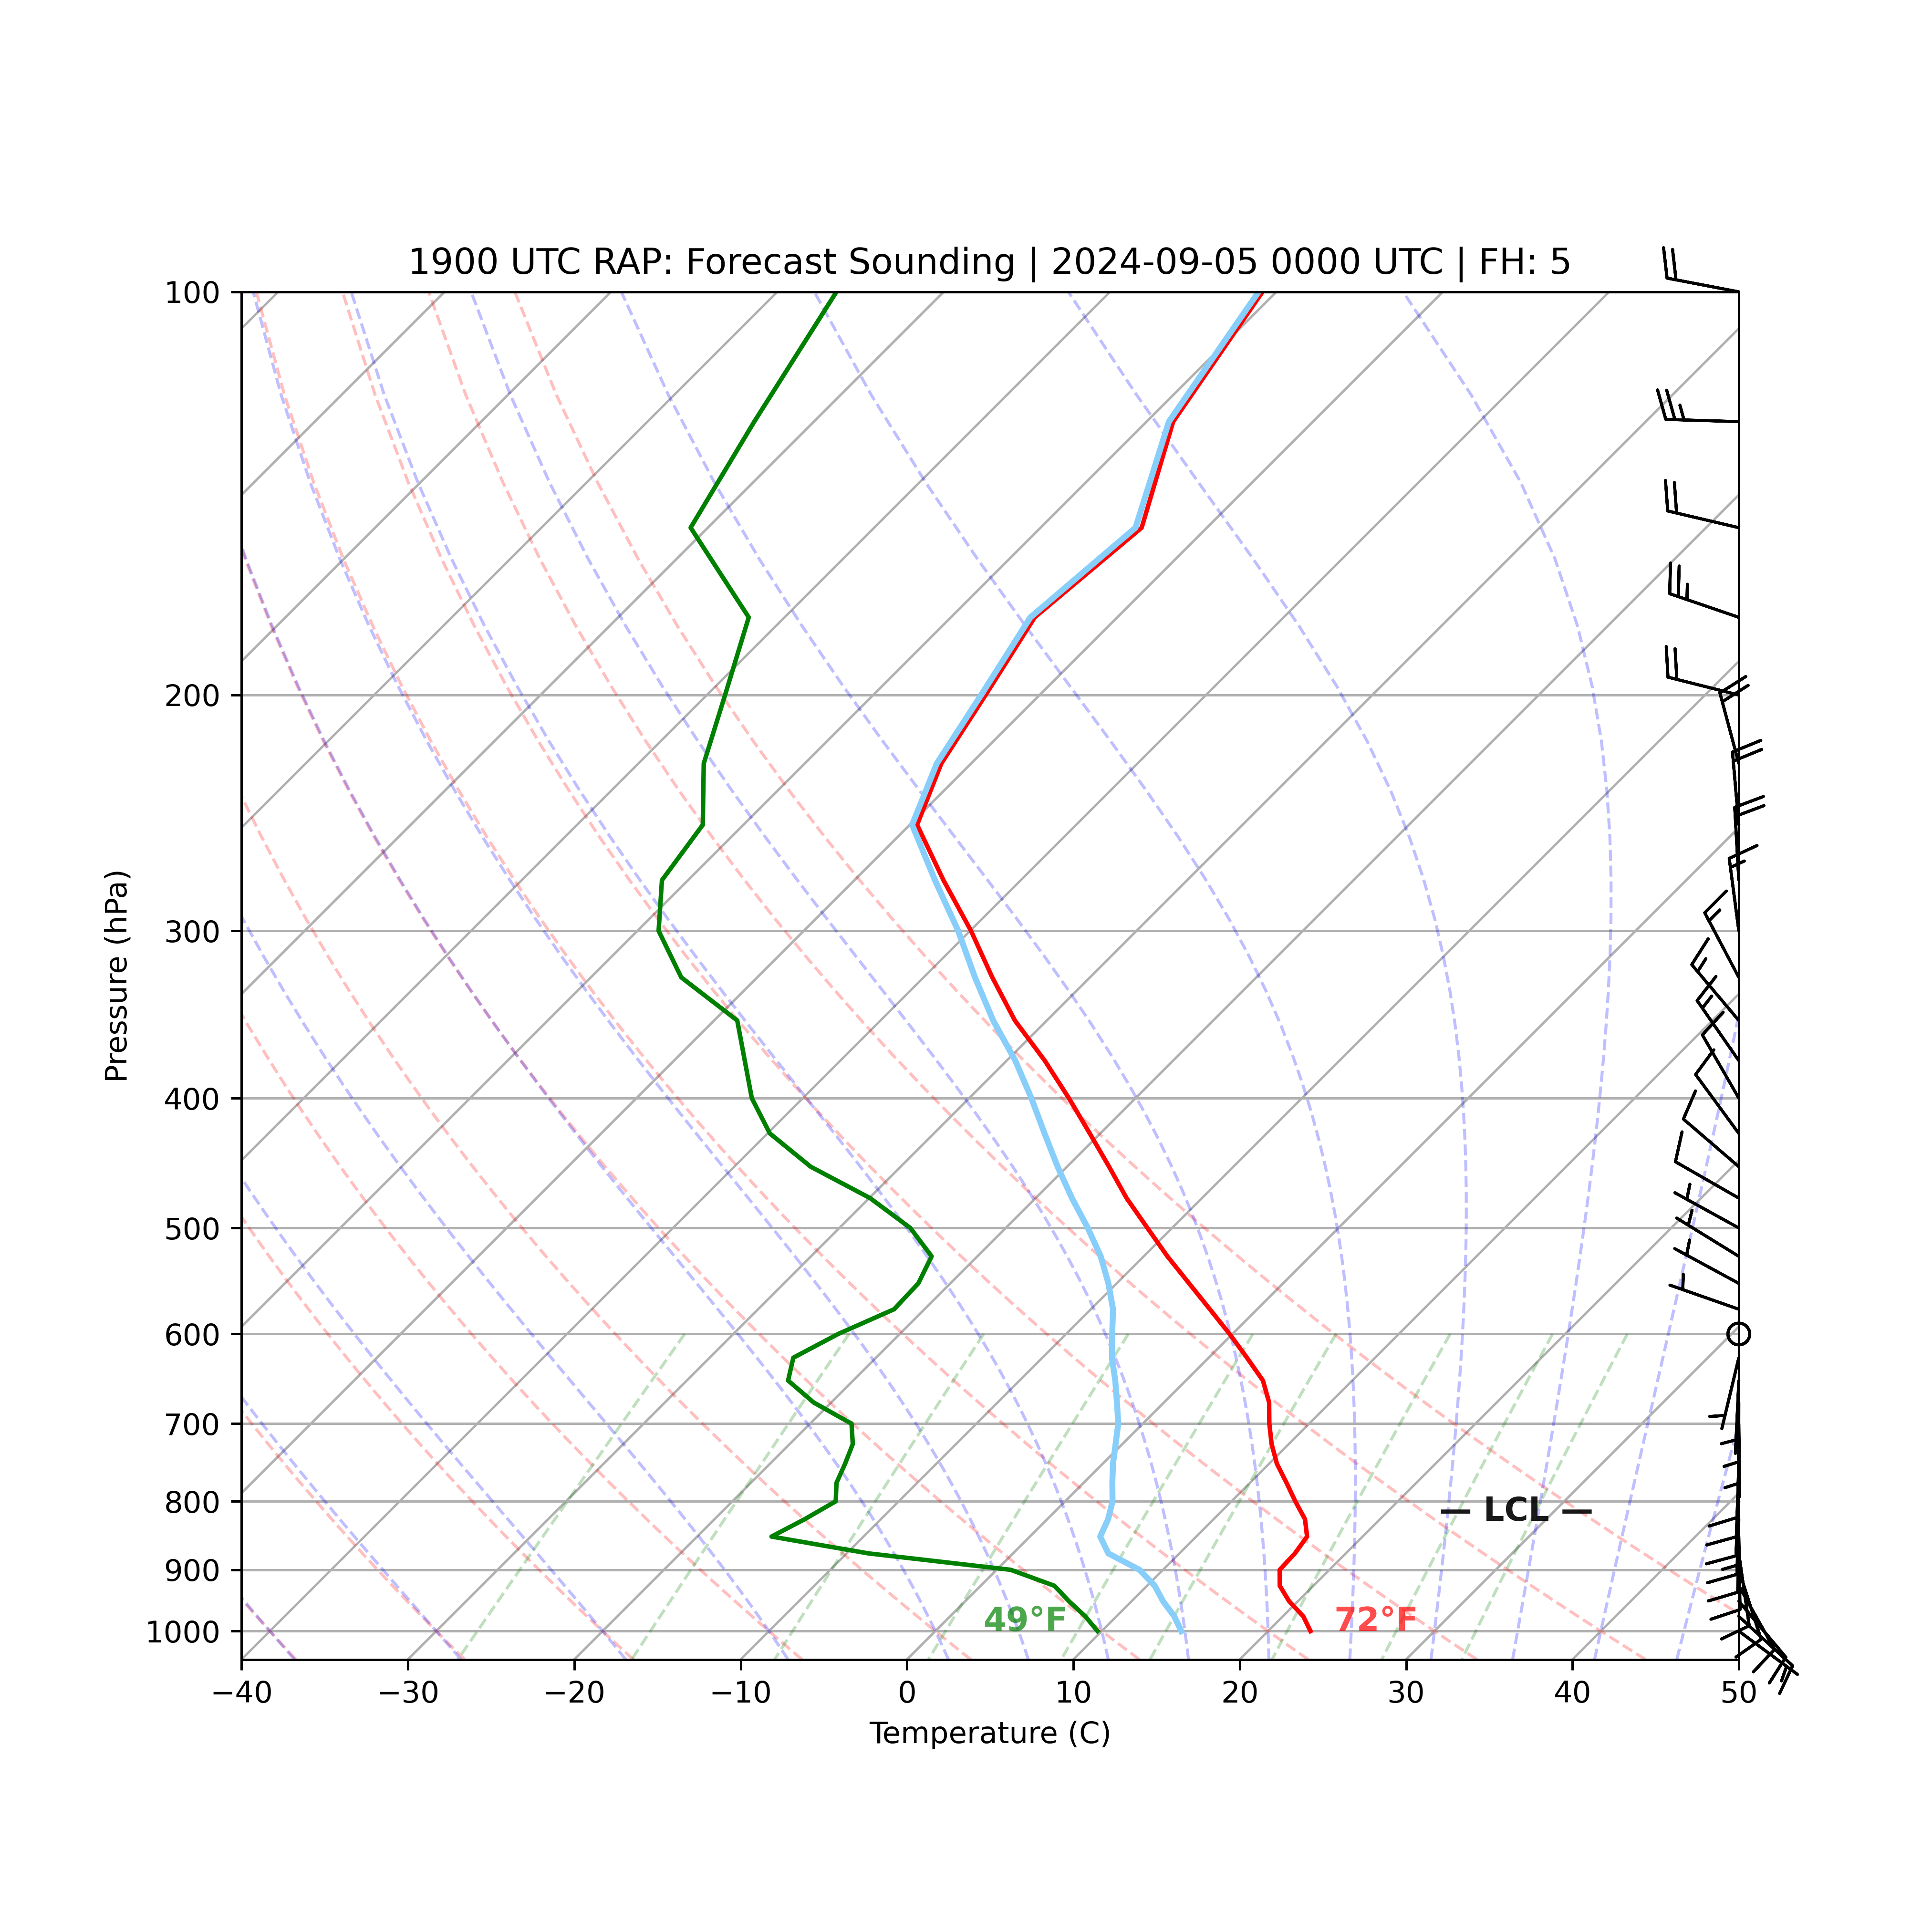 1900 UTC RAP: Forecast Sounding | 2024-09-05 0000 UTC | FH: 5
100
200
300
400
500
600
700
800
900
1000
Pressure (hPa)
— LCL —
49°F
72°F
−40 −30 −20 −10 0 10 20 30 40 50
Temperature (C)